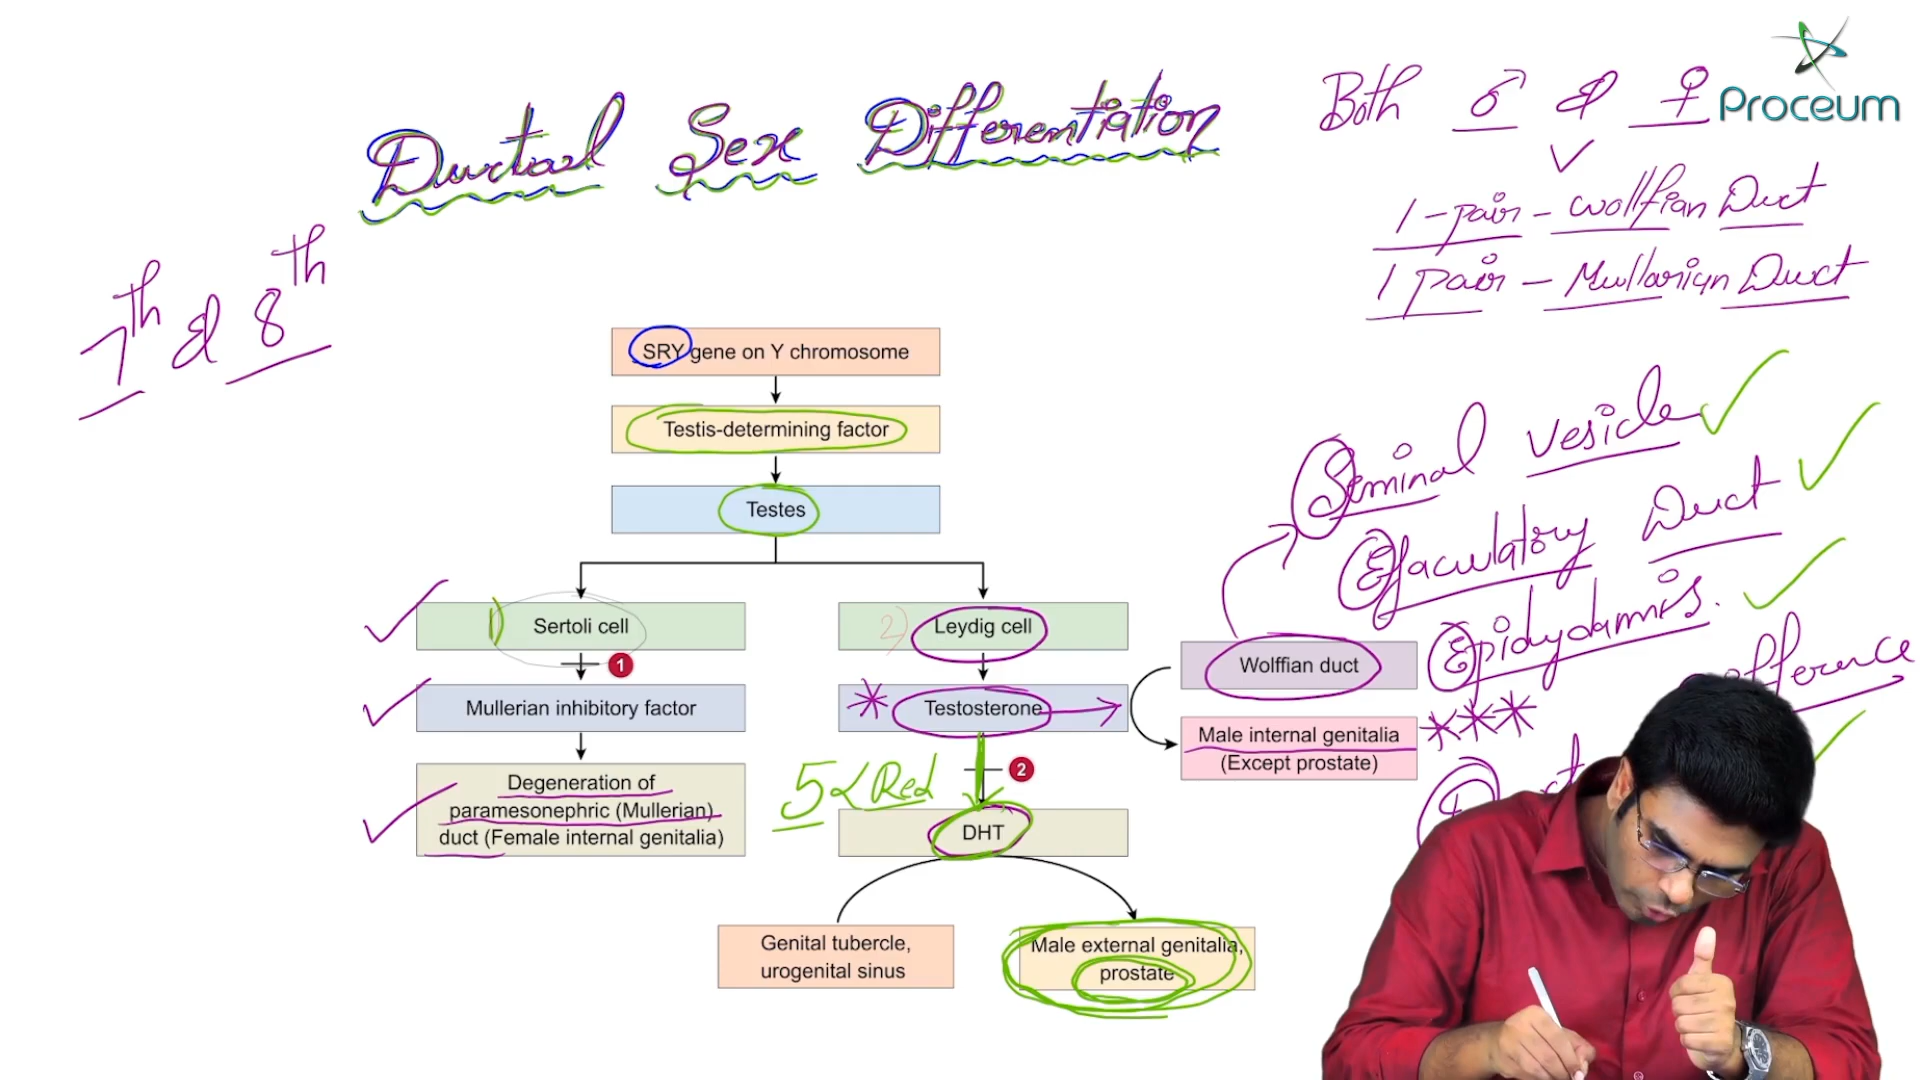 Ductal Sex Differentiation
Proceum
Both ♂ & ♀
1-pair - Wolffian Duct
1 pair - Mullarian Duct
7th & 8th
SRY gene on Y chromosome
Testis-determining factor
Testes
1) Sertoli cell
2) Leydig cell
1
Mullerian inhibitory factor
Testosterone
Degeneration of
paramesonephric (Mullerian)
duct (Female internal genitalia)
5α Red
2
DHT
Genital tubercle,
urogenital sinus
Male external genitalia,
prostate
Wolffian duct
Male internal genitalia
(Except prostate)
Seminal vesicle
Ejaculatory Duct
Epidydamis.
***